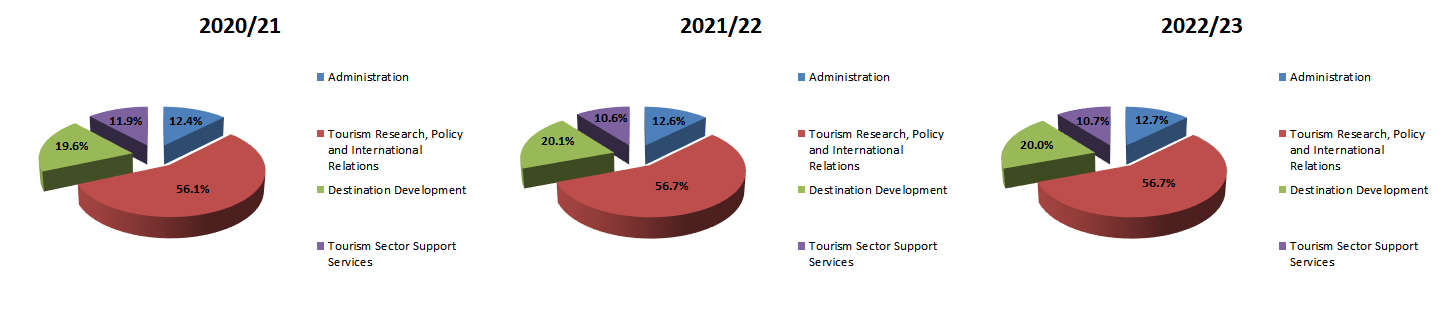 2020/21
Administration
Tourism Research, Policy
and International
Relations
Destination Development
Tourism Sector Support
Services
11.9%
12.4%
19.6%
56.1%
2021/22
Administration
Tourism Research, Policy
and International
Relations
Destination Development
Tourism Sector Support
Services
10.6%
12.6%
20.1%
56.7%
2022/23
Administration
Tourism Research, Policy
and International
Relations
Destination Development
Tourism Sector Support
Services
10.7%
12.7%
20.0%
56.7%